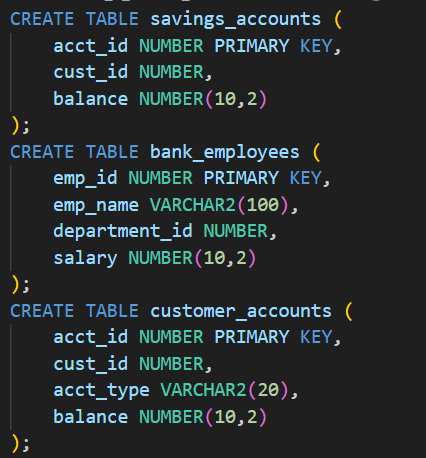 CREATE TABLE savings_accounts (
    acct_id NUMBER PRIMARY KEY,
    cust_id NUMBER,
    balance NUMBER(10,2)
);
CREATE TABLE bank_employees (
    emp_id NUMBER PRIMARY KEY,
    emp_name VARCHAR2(100),
    department_id NUMBER,
    salary NUMBER(10,2)
);
CREATE TABLE customer_accounts (
    acct_id NUMBER PRIMARY KEY,
    cust_id NUMBER,
    acct_type VARCHAR2(20),
    balance NUMBER(10,2)
);